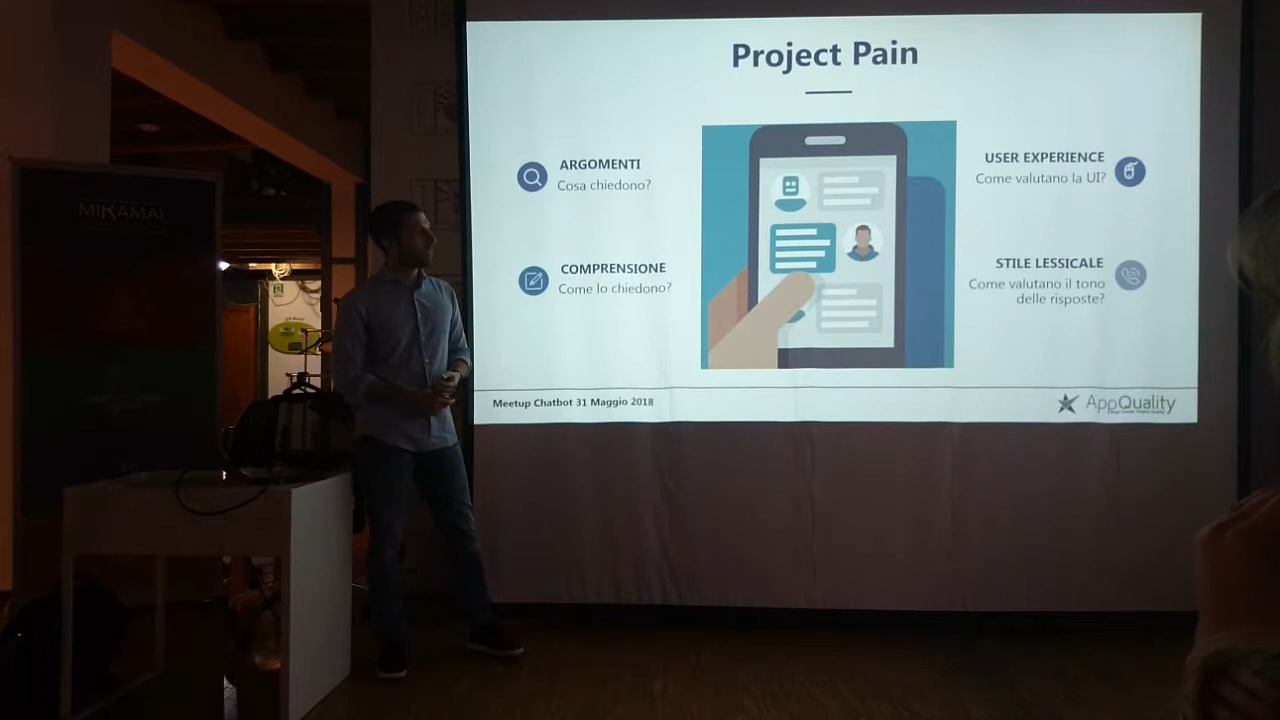 Project Pain
ARGOMENTI
Cosa chiedono?
COMPRENSIONE
Come lo chiedono?
USER EXPERIENCE
Come valutano la UI?
STILE LESSICALE
Come valutano il tono
delle risposte?
Meetup Chatbot 31 Maggio 2018
AppQuality
MIKAMAI